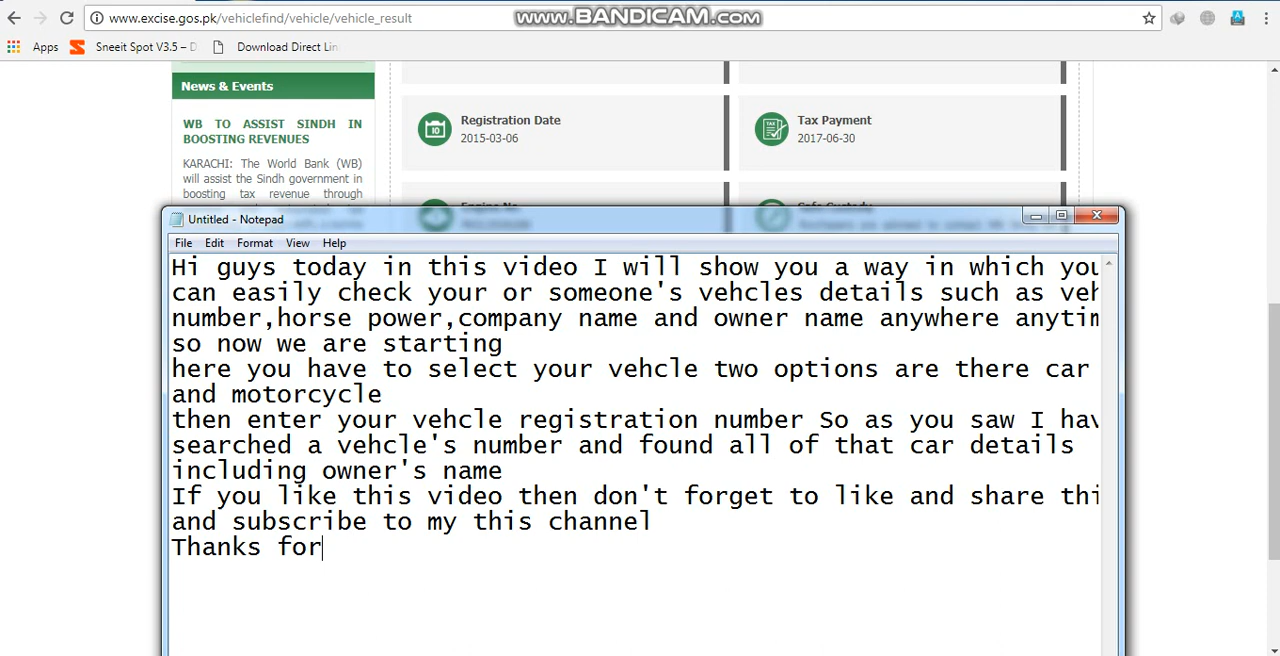 www.excise.gos.pk/vehiclefind/vehicle/vehicle_result
www.BANDICAM.com
Apps
Sneeit Spot V3.5 – D
Download Direct Lin
News & Events
WB TO ASSIST SINDH IN
BOOSTING REVENUES
KARACHI: The World Bank (WB)
will assist the Sindh government in
boosting tax revenue through
Registration Date
2015-03-06
Tax Payment
2017-06-30
Engine No.
Safe Custody
Untitled - Notepad
File Edit Format View Help
Hi guys today in this video I will show you a way in which you
can easily check your or someone's vehcles details such as veh
number,horse power,company name and owner name anywhere anytim
so now we are starting
here you have to select your vehcle two options are there car
and motorcycle
then enter your vehcle registration number So as you saw I hav
searched a vehcle's number and found all of that car details
including owner's name
If you like this video then don't forget to like and share thi
and subscribe to my this channel
Thanks for